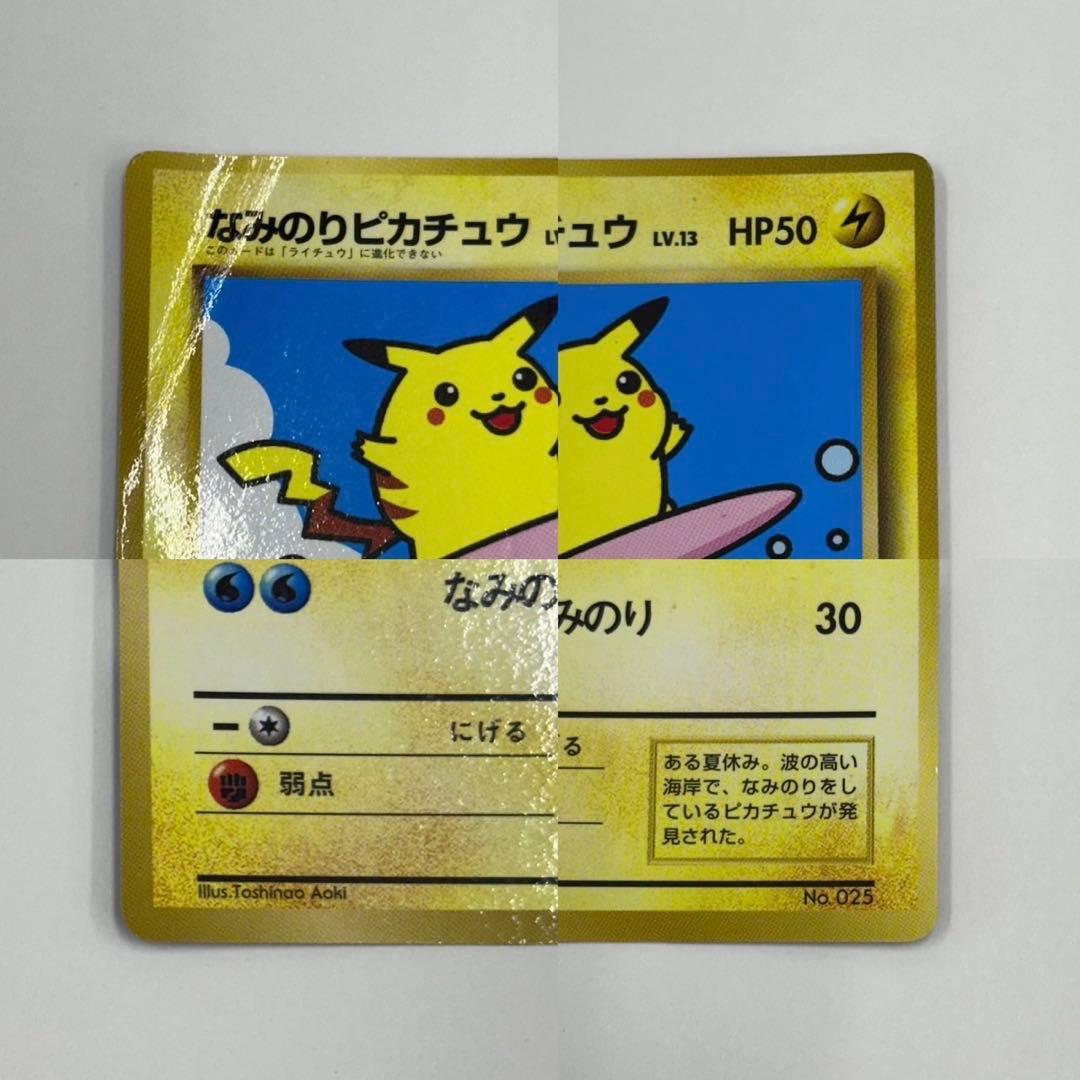 なみのりピカチュウ
チュウ LV.13 HP50
このカードは「ライチュウ」に進化できない
なみの
みのり 30
にげる
る
弱点
ある夏休み。波の高い
海岸で、なみのりをし
ているピカチュウが発
見された。
Illus.Toshinao Aoki
No. 025